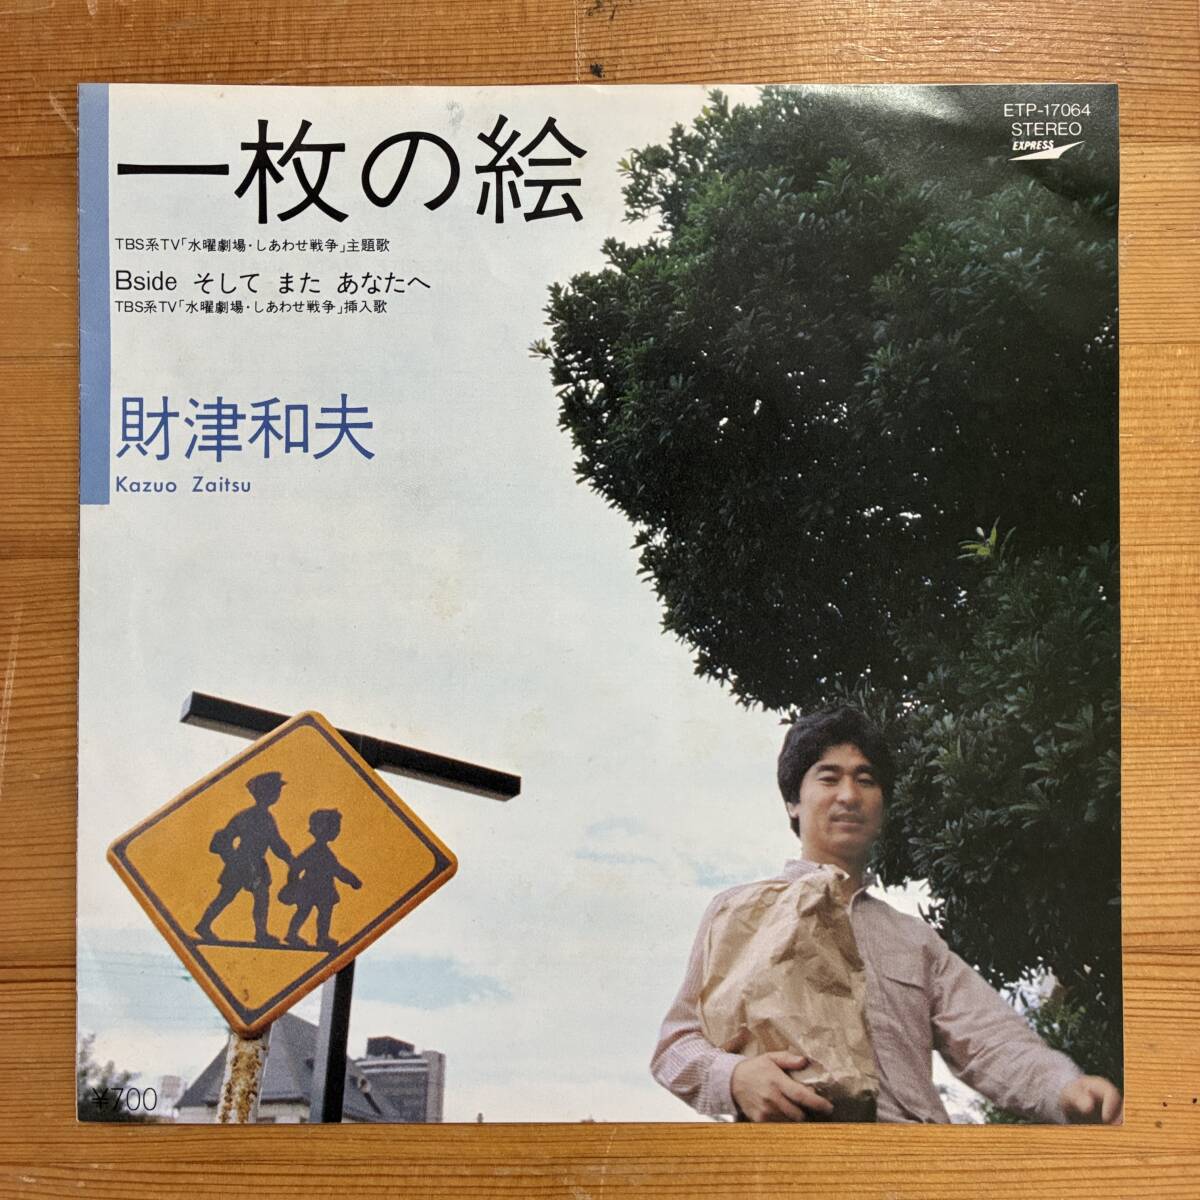 一枚の絵
TBS系TV「水曜劇場・しあわせ戦争」主題歌
Bside そして また あなたへ
TBS系TV「水曜劇場・しあわせ戦争」挿入歌
財津和夫
Kazuo Zaitsu
ETP-17064
STEREO
EXPRESS
¥700